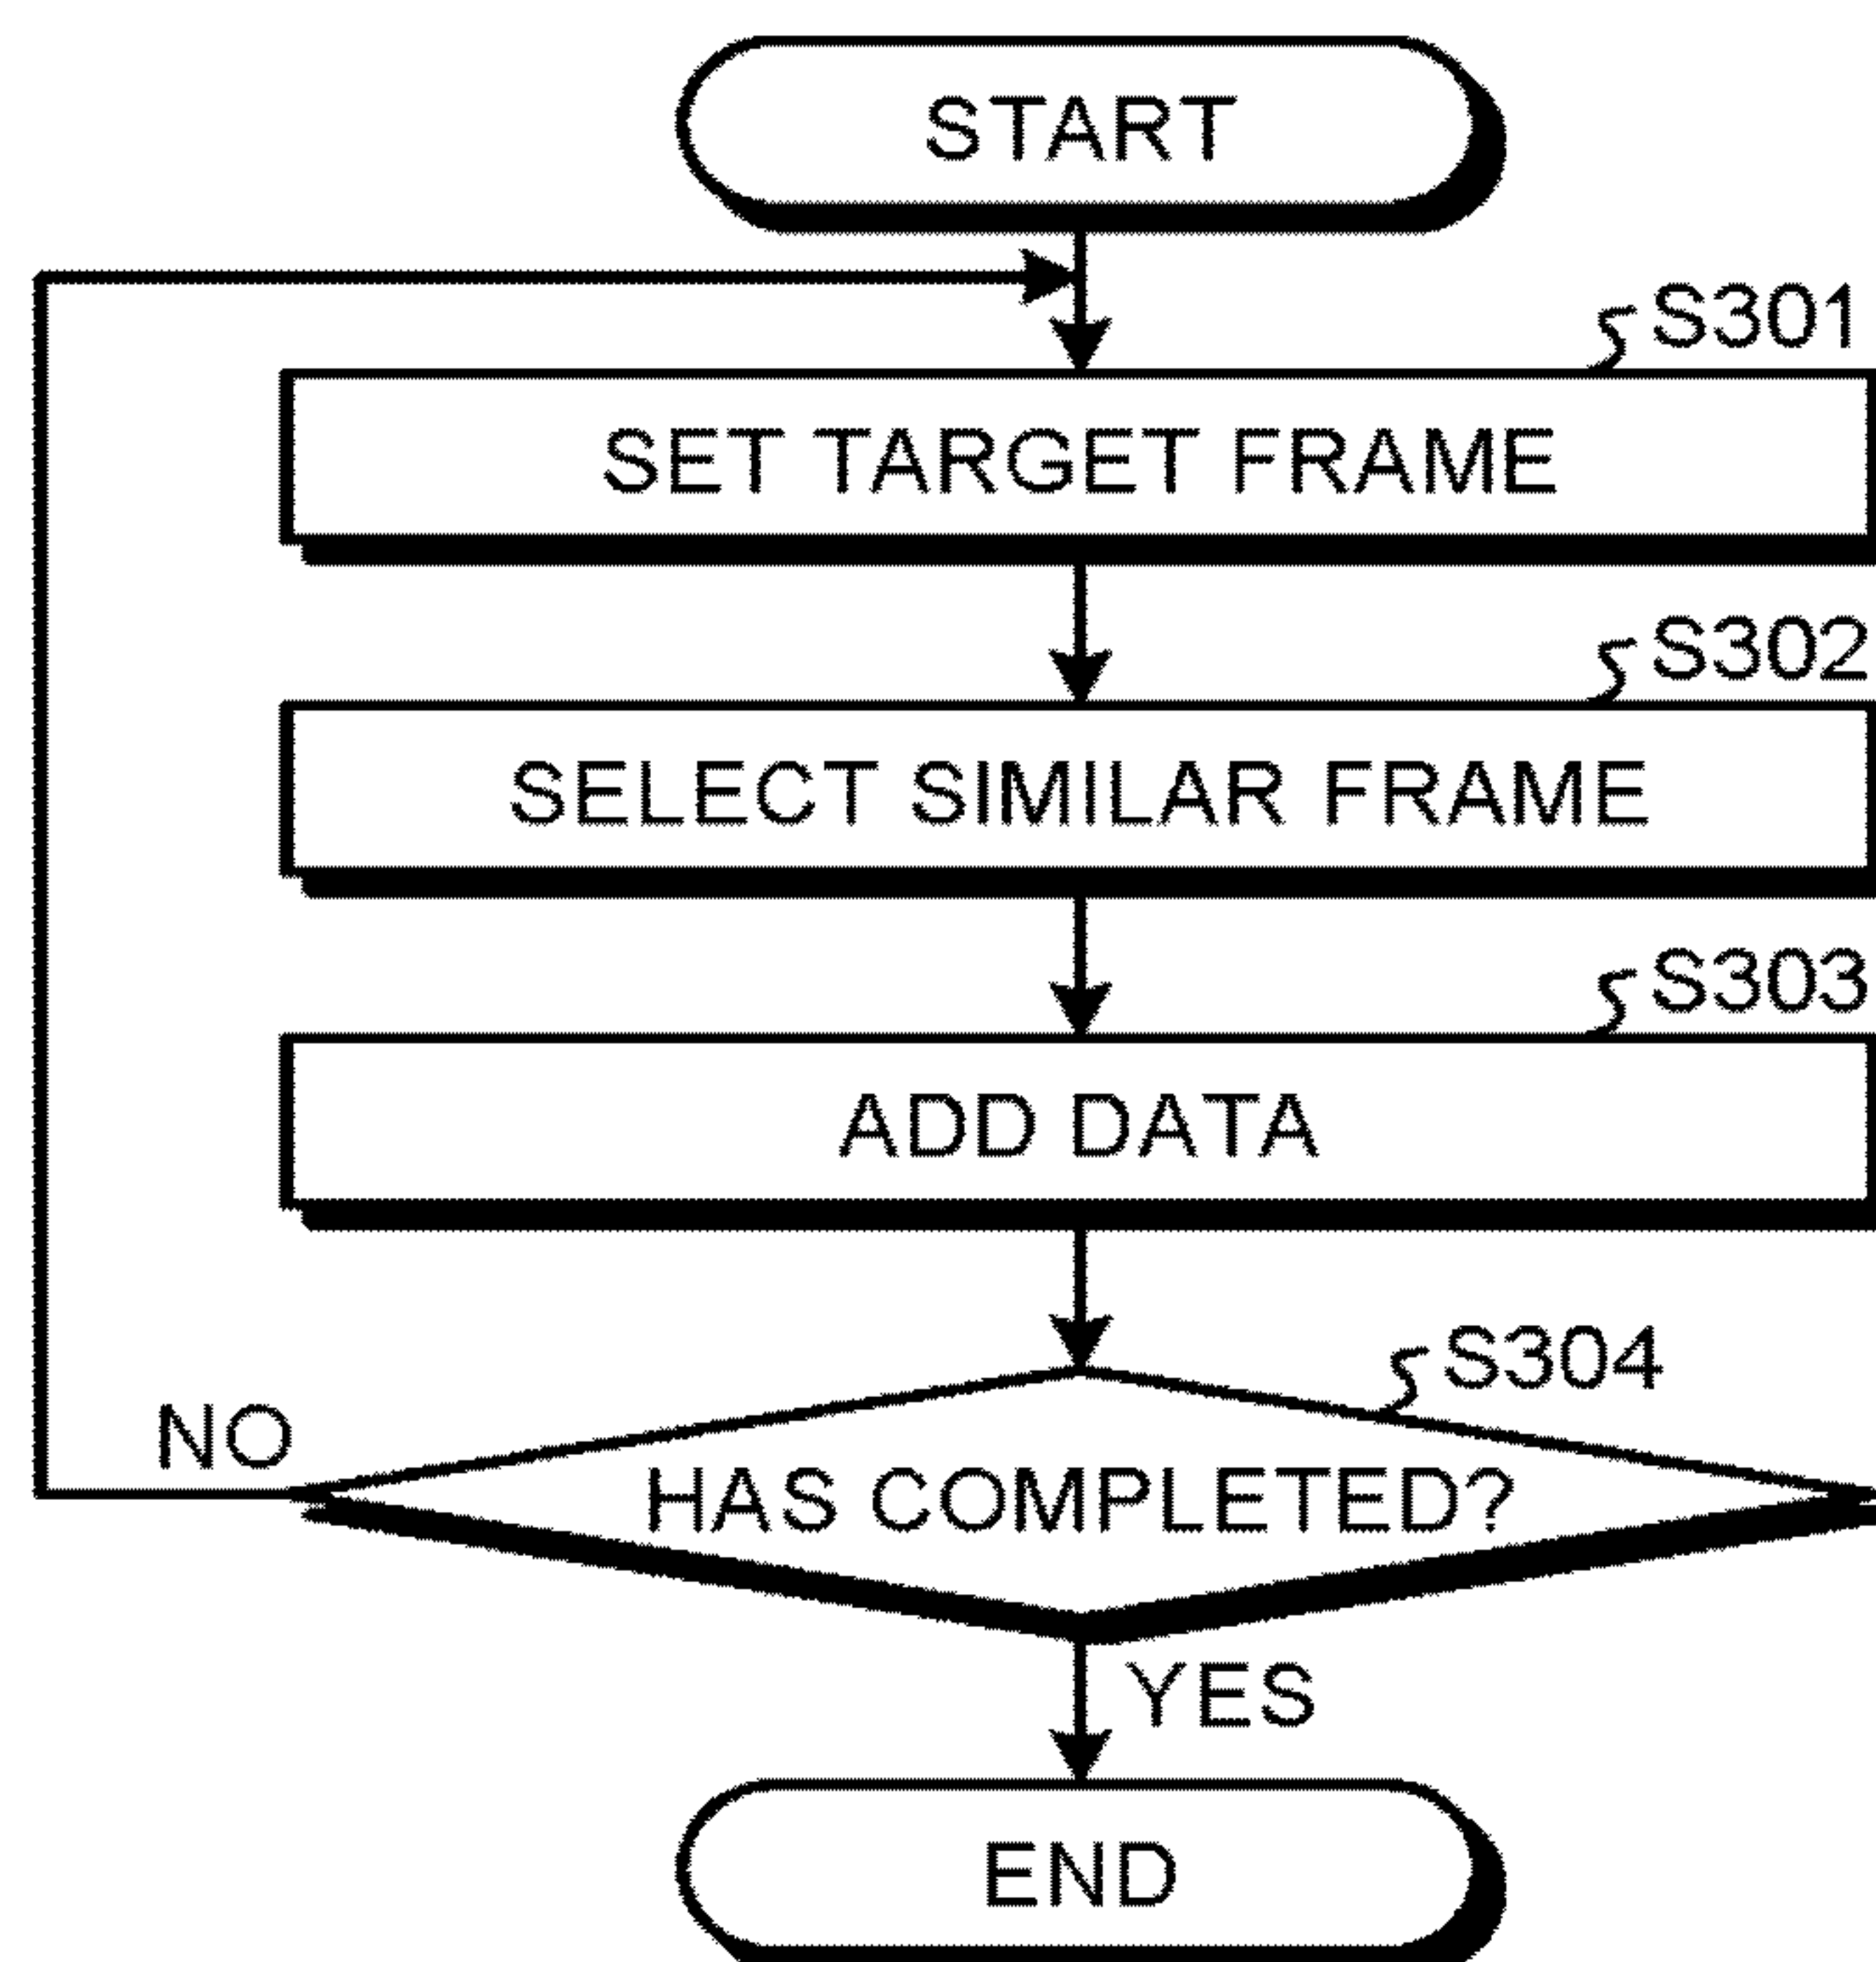 START
S301
SET TARGET FRAME
S302
SELECT SIMILAR FRAME
S303
ADD DATA
S304
NO
HAS COMPLETED?
YES
END